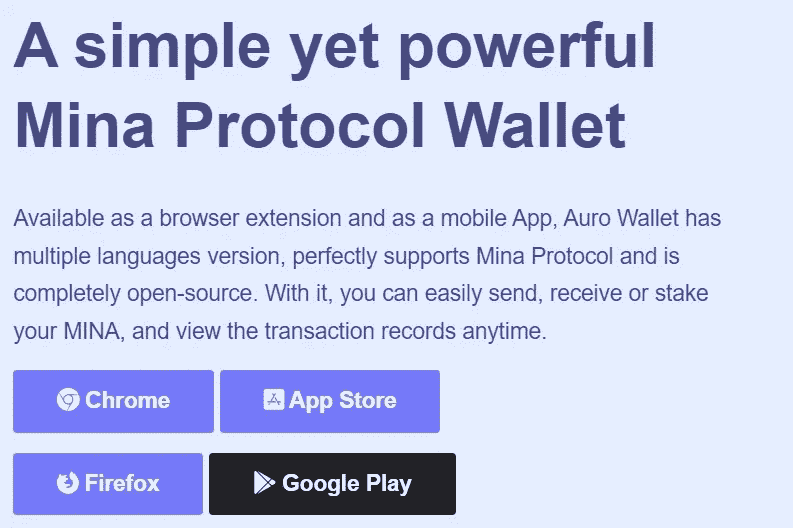 A simple yet powerful
Mina Protocol Wallet
Available as a browser extension and as a mobile App, Auro Wallet has
multiple languages version, perfectly supports Mina Protocol and is
completely open-source. With it, you can easily send, receive or stake
your MINA, and view the transaction records anytime.
Chrome
App Store
Firefox
Google Play